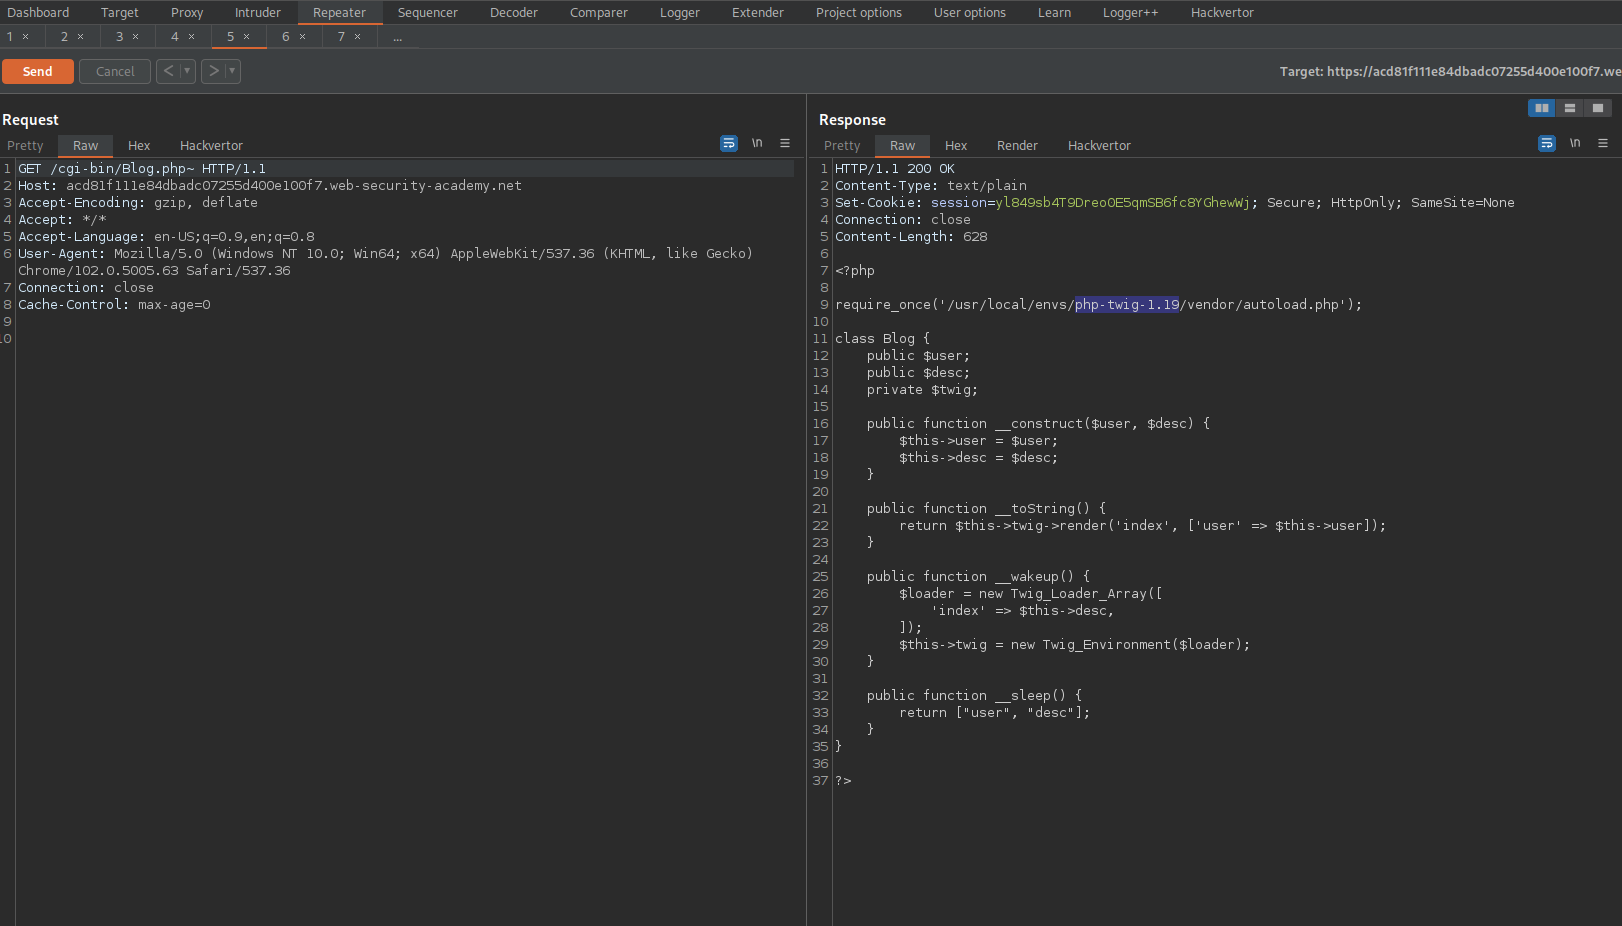 Dashboard Target Proxy Intruder Repeater Sequencer Decoder Comparer Logger Extender Project options User options Learn Logger++ Hackvertor
1 × 2 × 3 × 4 × 5 × 6 × 7 × ...
Send Cancel < ▾ > ▾ Target: https://acd81f111e84dbadc07255d400e100f7.we
Request
Pretty Raw Hex Hackvertor \n ≡
1 GET /cgi-bin/Blog.php~ HTTP/1.1
2 Host: acd81f111e84dbadc07255d400e100f7.web-security-academy.net
3 Accept-Encoding: gzip, deflate
4 Accept: */*
5 Accept-Language: en-US;q=0.9,en;q=0.8
6 User-Agent: Mozilla/5.0 (Windows NT 10.0; Win64; x64) AppleWebKit/537.36 (KHTML, like Gecko)
Chrome/102.0.5005.63 Safari/537.36
7 Connection: close
8 Cache-Control: max-age=0
9
10
Response
Pretty Raw Hex Render Hackvertor \n ≡
1 HTTP/1.1 200 OK
2 Content-Type: text/plain
3 Set-Cookie: session=yl849sb4T9DreoOE5qmSB6fc8YGhewWj; Secure; HttpOnly; SameSite=None
4 Connection: close
5 Content-Length: 628
6
7 <?php
8
9 require_once('/usr/local/envs/php-twig-1.19/vendor/autoload.php');
10
11 class Blog {
12 public $user;
13 public $desc;
14 private $twig;
15
16 public function __construct($user, $desc) {
17 $this->user = $user;
18 $this->desc = $desc;
19 }
20
21 public function __toString() {
22 return $this->twig->render('index', ['user' => $this->user]);
23 }
24
25 public function __wakeup() {
26 $loader = new Twig_Loader_Array([
27 'index' => $this->desc,
28 ]);
29 $this->twig = new Twig_Environment($loader);
30 }
31
32 public function __sleep() {
33 return ["user", "desc"];
34 }
35 }
36
37 ?>